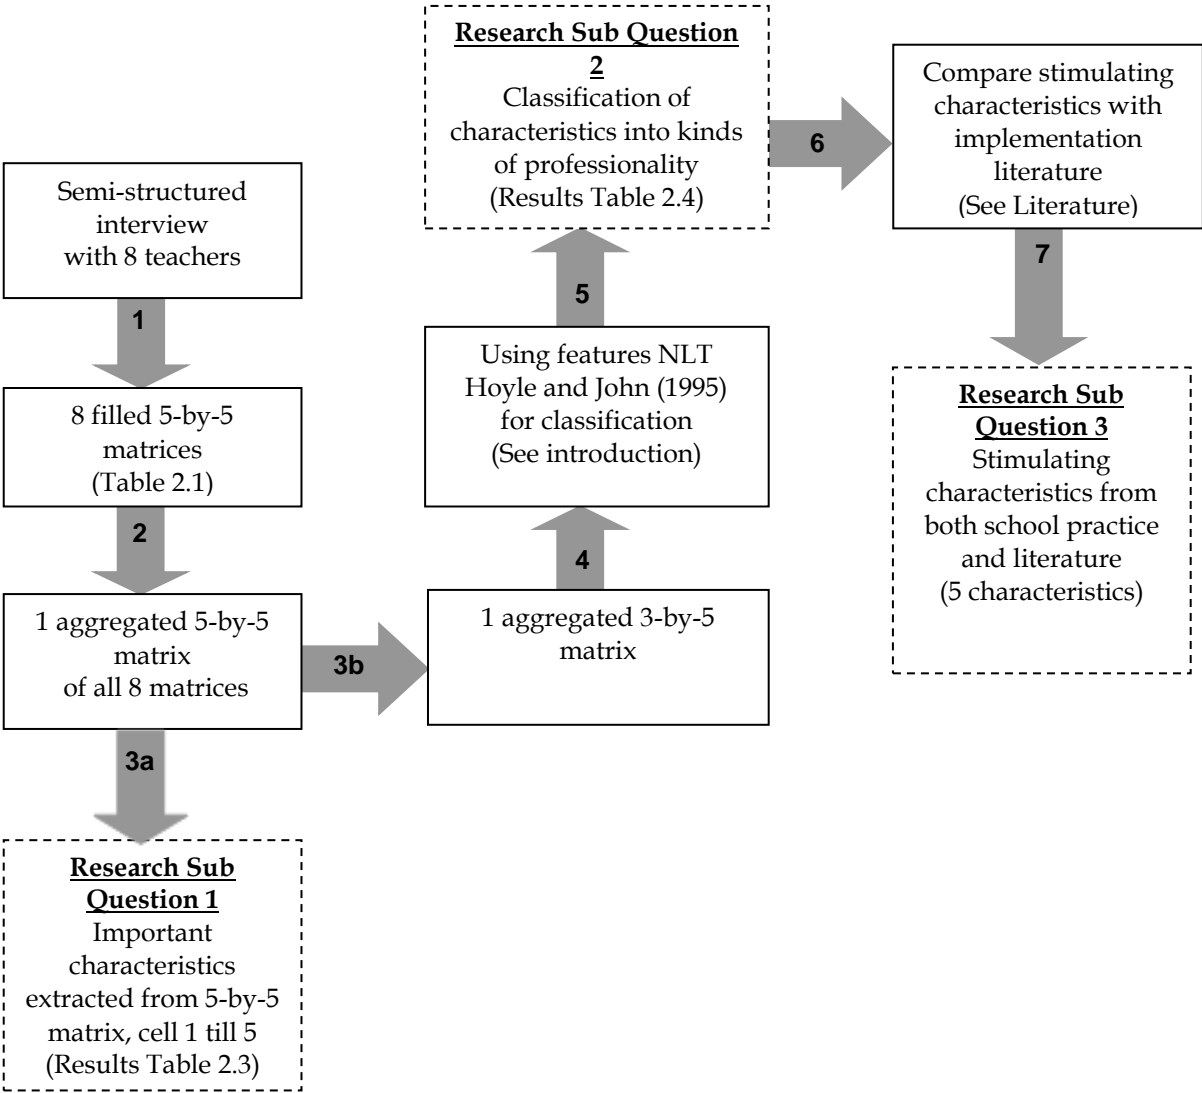 Semi-structured
interview
with 8 teachers
1
8 filled 5-by-5
matrices
(Table 2.1)
2
1 aggregated 5-by-5
matrix
of all 8 matrices
3a
Research Sub
Question 1
Important
characteristics
extracted from 5-by-5
matrix, cell 1 till 5
(Results Table 2.3)
3b
1 aggregated 3-by-5
matrix
4
Using features NLT
Hoyle and John (1995)
for classification
(See introduction)
5
Research Sub Question
2
Classification of
characteristics into kinds
of professionality
(Results Table 2.4)
6
Compare stimulating
characteristics with
implementation
literature
(See Literature)
7
Research Sub
Question 3
Stimulating
characteristics from
both school practice
and literature
(5 characteristics)